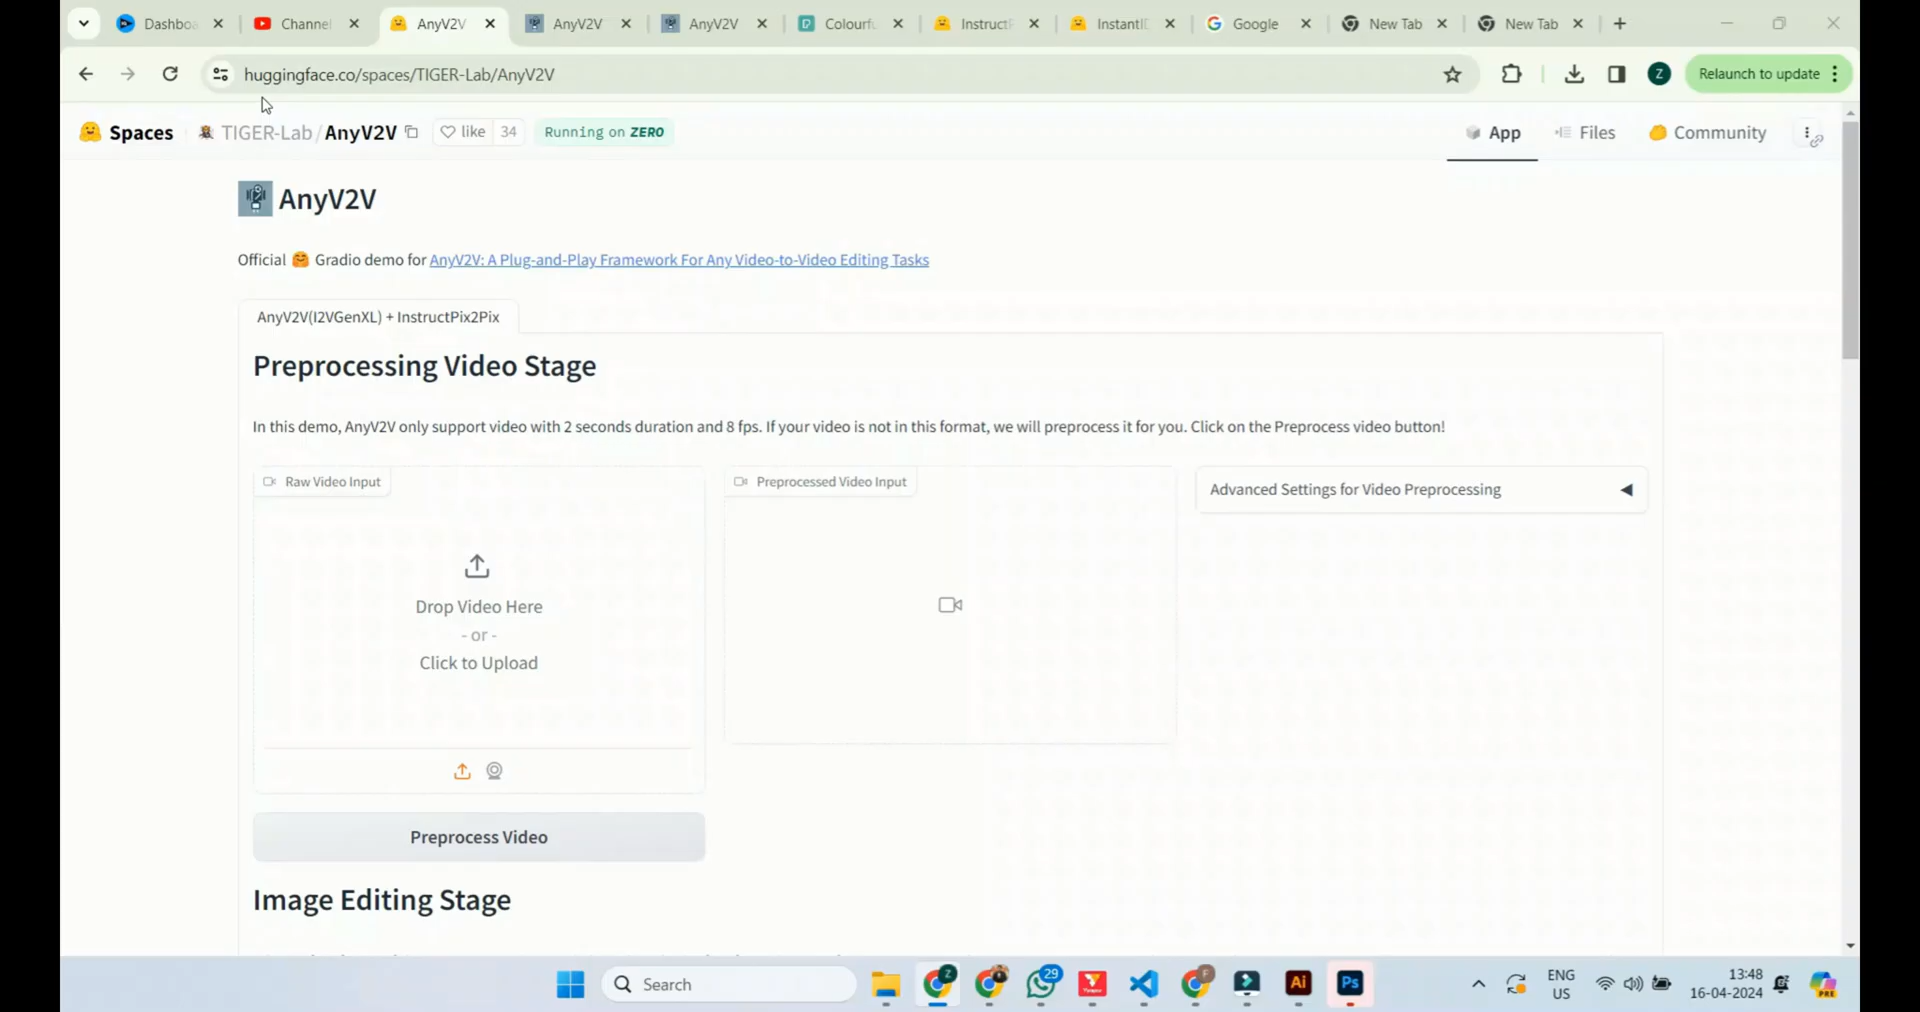 Dashbo
Channel
AnyV2V
AnyV2V
AnyV2V
Colourfu
InstructP
InstantID
Google
New Tab
New Tab
huggingface.co/spaces/TIGER-Lab/AnyV2V
Z
Relaunch to update
Spaces
TIGER-Lab/AnyV2V
like 34
Running on ZERO
App
Files
Community
AnyV2V
Official 🤗 Gradio demo for AnyV2V: A Plug-and-Play Framework For Any Video-to-Video Editing Tasks
AnyV2V(I2VGenXL) + InstructPix2Pix
Preprocessing Video Stage
In this demo, AnyV2V only support video with 2 seconds duration and 8 fps. If your video is not in this format, we will preprocess it for you. Click on the Preprocess video button!
Raw Video Input
Preprocessed Video Input
Advanced Settings for Video Preprocessing
Drop Video Here
- or -
Click to Upload
Preprocess Video
Image Editing Stage
Search
Z
29
F
Ai
Ps
ENG
US
13:48
16-04-2024
PRE